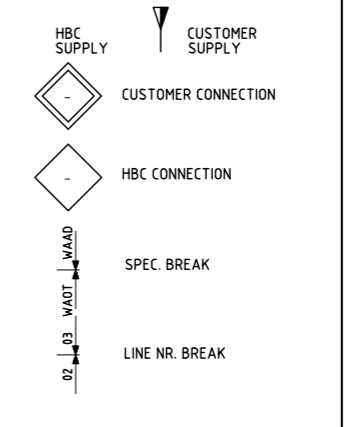 HBC
SUPPLY
CUSTOMER
SUPPLY
-
CUSTOMER CONNECTION
-
HBC CONNECTION
WAOT WAAD
SPEC. BREAK
02 03
LINE NR. BREAK